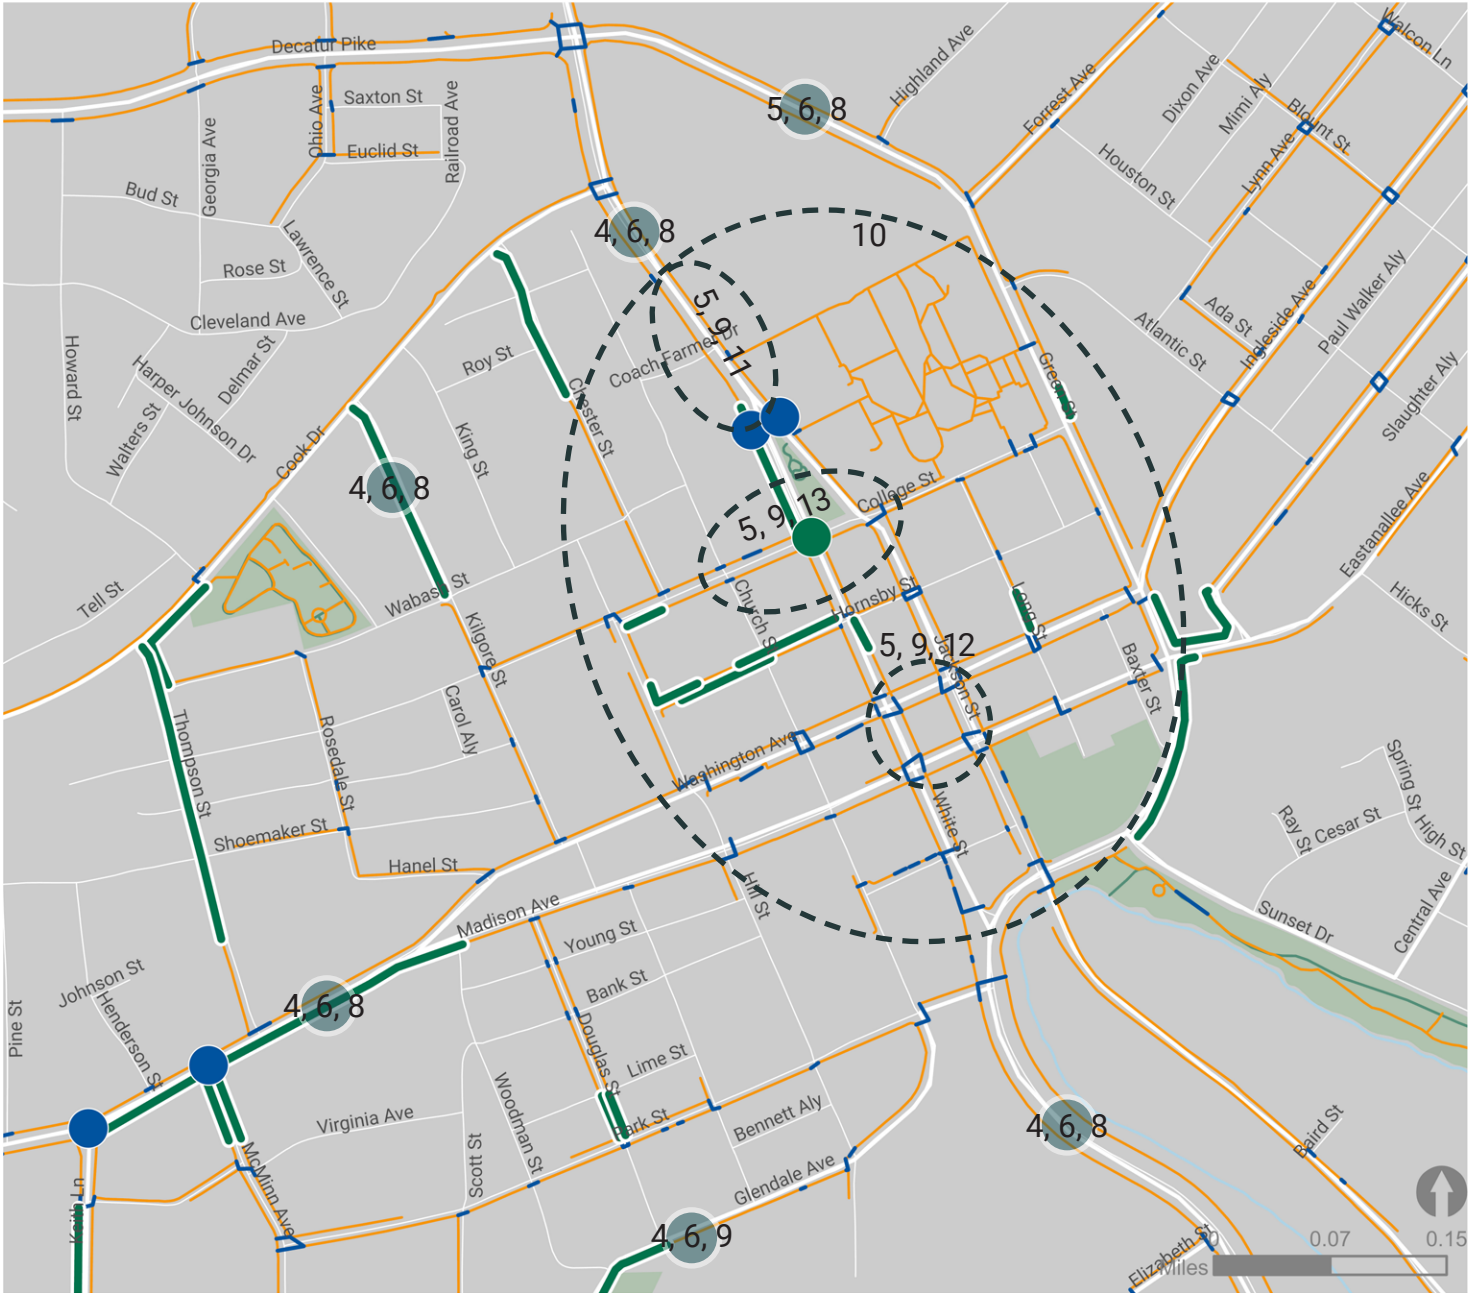 Decatur Pike
Saxton St
Ohio Ave
Euclid St
Railroad Ave
Georgia Ave
Bud St
Lawrence St
Rose St
Cleveland Ave
Howard St
Harper Johnson Dr
Delmar St
Walters St
Cook Dr
Roy St
King St
Chester St
Coach Farmer Dr
Highland Ave
Forrest Ave
Dixon Ave
Mimi Aly
Walcon Ln
Blount St
Houston St
Lynn Ave
Ada St
Atlantic St
Ingleside Ave
Paul Walker Aly
Slaughter Aly
Green St
Eastanallee Ave
Hicks St
5, 6, 8
4, 6, 8
10
5, 9, 11
4, 6, 8
5, 9, 13
College St
Tell St
Wabash St
Kilgore St
Church St
Hornsby St
Long St
Jackson St
5, 9, 12
Baxter St
Carol Aly
Thompson St
Rosedale St
Washington Ave
White St
Shoemaker St
Hanel St
Hill St
Madison Ave
Young St
Bank St
Johnson St
Henderson St
Pine St
4, 6, 8
Douglas St
Lime St
Park St
Bennett Aly
Woodman St
Virginia Ave
Scott St
McMinn Ave
Glendale Ave
Keith Ln
4, 6, 9
4, 6, 8
Spring St
Ray St
Cesar St
High St
Central Ave
Sunset Dr
Baird St
Elizabeth St
0
0.07
0.15
Miles